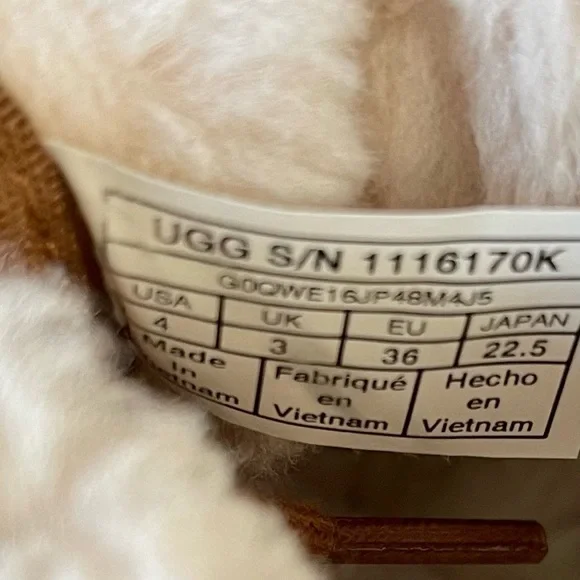 UGG S/N 1116170K
G0QWE16JP48M4J5
USA UK EU JAPAN
4 3 36 22.5
Made in Vietnam
Fabriqué en Vietnam
Hecho en Vietnam